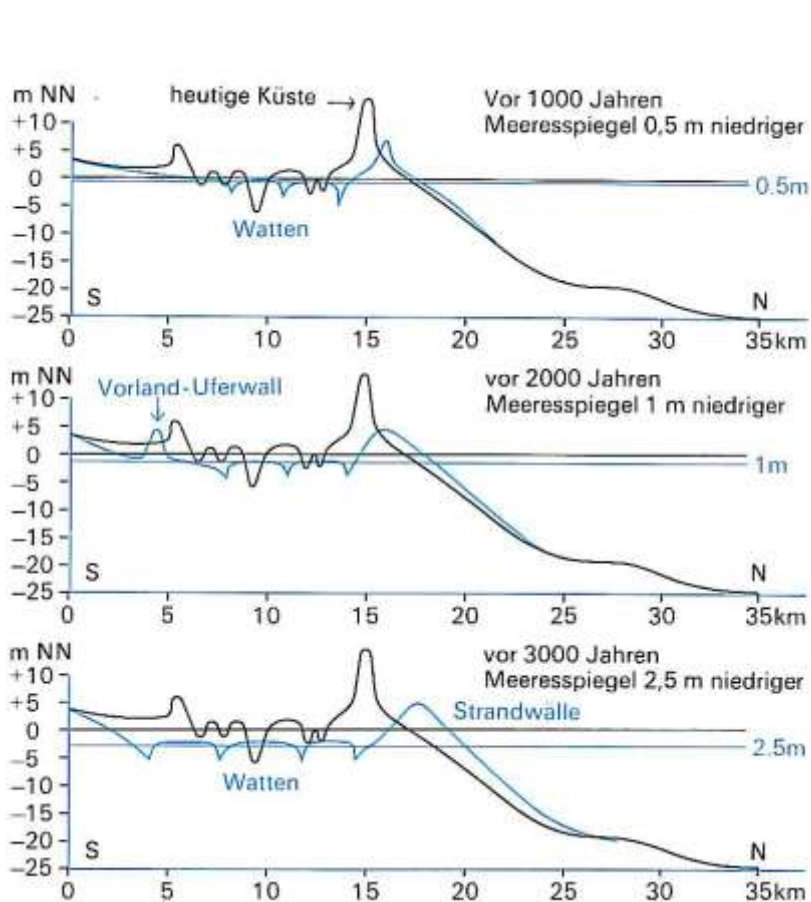 m NN
heutige Küste
Vor 1000 Jahren
Meeresspiegel 0,5 m niedriger
+10
+5
0
0.5m
−5
Watten
−10
−15
−20
S
N
−25
0 5 10 15 20 25 30 35km
m NN
Vorland-Uferwall
vor 2000 Jahren
Meeresspiegel 1 m niedriger
+10
+5
0
1m
−5
−10
−15
−20
S
N
−25
0 5 10 15 20 25 30 35km
m NN
vor 3000 Jahren
Meeresspiegel 2,5 m niedriger
+10
+5
Strandwälle
0
2.5m
−5
Watten
−10
−15
−20
S
N
−25
0 5 10 15 20 25 30 35km